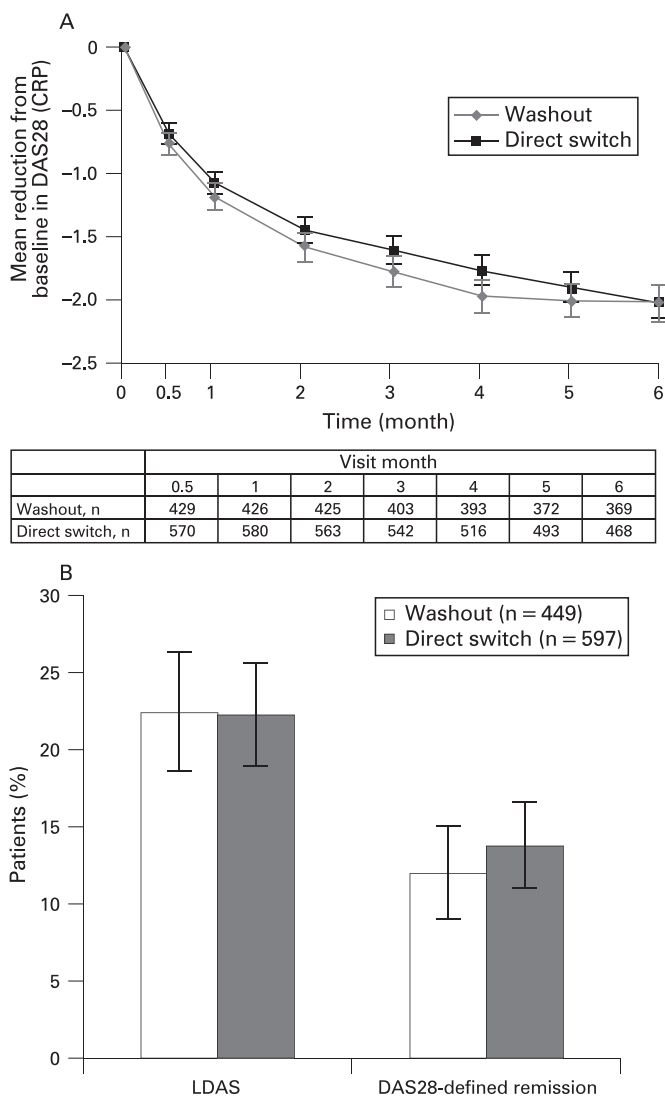 A
0
−0.5
−1.0
−1.5
−2.0
−2.5
Mean reduction from
baseline in DAS28 (CRP)
Washout
Direct switch
0 0.5 1 2 3 4 5 6
Time (month)
Visit month
0.5 1 2 3 4 5 6
Washout, n 429 426 425 403 393 372 369
Direct switch, n 570 580 563 542 516 493 468
B
30
25
20
15
10
5
0
Patients (%)
Washout (n = 449)
Direct switch (n = 597)
LDAS DAS28-defined remission